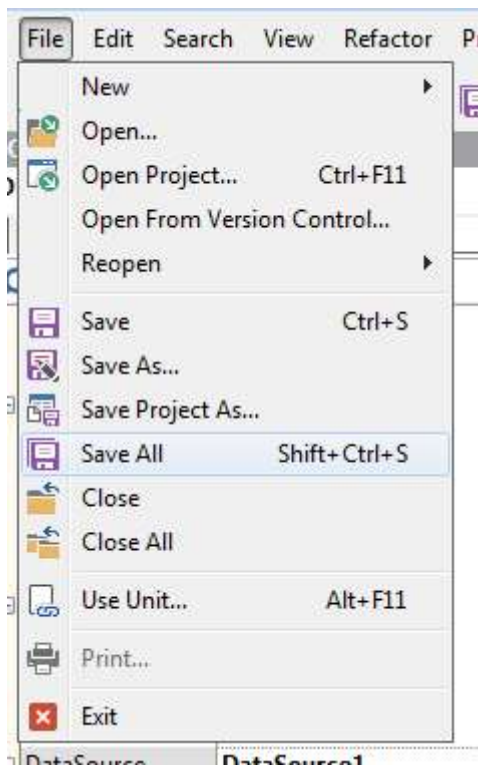 File Edit Search View Refactor
New
Open...
Open Project... Ctrl+F11
Open From Version Control...
Reopen
Save Ctrl+S
Save As...
Save Project As...
Save All Shift+Ctrl+S
Close
Close All
Use Unit... Alt+F11
Print...
Exit
DataSource DataSource1